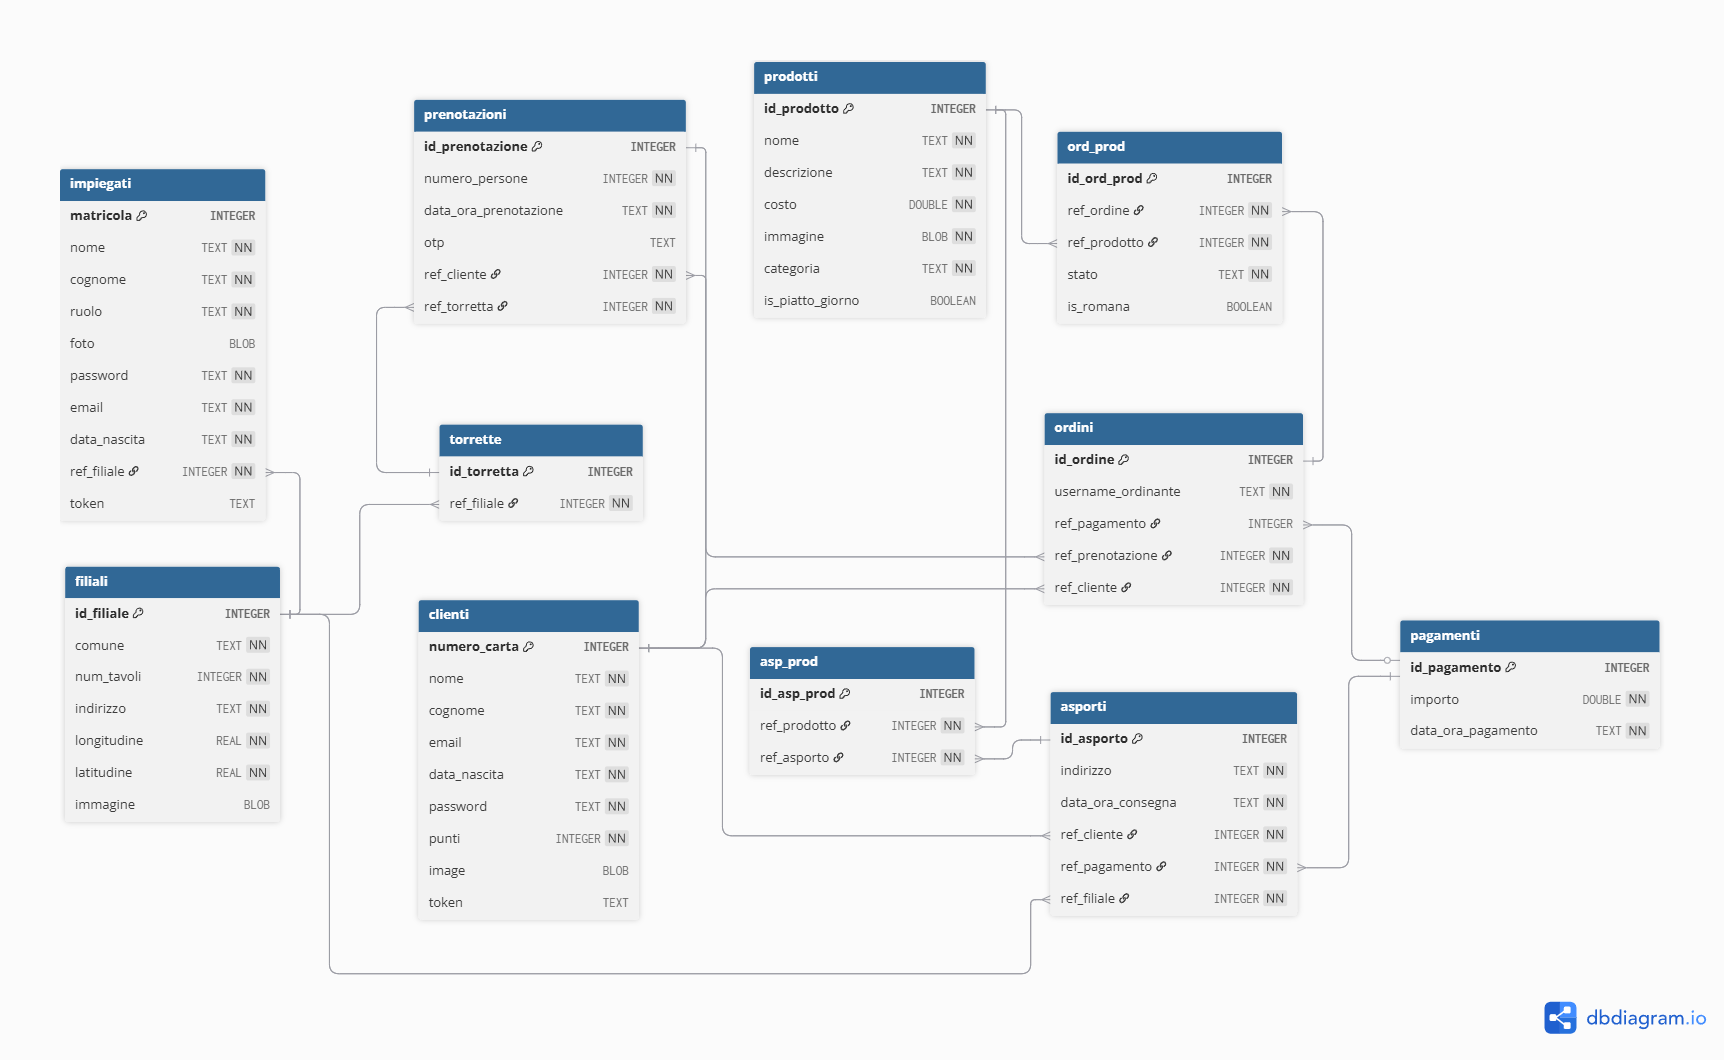 prodotti
id_prodotto INTEGER
nome TEXT NN
descrizione TEXT NN
costo DOUBLE NN
immagine BLOB NN
categoria TEXT NN
is_piatto_giorno BOOLEAN
prenotazioni
id_prenotazione INTEGER
numero_persone INTEGER NN
data_ora_prenotazione TEXT NN
otp TEXT
ref_cliente INTEGER NN
ref_torretta INTEGER NN
ord_prod
id_ord_prod INTEGER
ref_ordine INTEGER NN
ref_prodotto INTEGER NN
stato TEXT NN
is_romana BOOLEAN
impiegati
matricola INTEGER
nome TEXT NN
cognome TEXT NN
ruolo TEXT NN
foto BLOB
password TEXT NN
email TEXT NN
data_nascita TEXT NN
ref_filiale INTEGER NN
token TEXT
torrette
id_torretta INTEGER
ref_filiale INTEGER NN
ordini
id_ordine INTEGER
username_ordinante TEXT NN
ref_pagamento INTEGER
ref_prenotazione INTEGER NN
ref_cliente INTEGER NN
filiali
id_filiale INTEGER
comune TEXT NN
num_tavoli INTEGER NN
indirizzo TEXT NN
longitudine REAL NN
latitudine REAL NN
immagine BLOB
clienti
numero_carta INTEGER
nome TEXT NN
cognome TEXT NN
email TEXT NN
data_nascita TEXT NN
password TEXT NN
punti INTEGER NN
image BLOB
token TEXT
asp_prod
id_asp_prod INTEGER
ref_prodotto INTEGER NN
ref_asporto INTEGER NN
asporti
id_asporto INTEGER
indirizzo TEXT NN
data_ora_consegna TEXT NN
ref_cliente INTEGER NN
ref_pagamento INTEGER NN
ref_filiale INTEGER NN
pagamenti
id_pagamento INTEGER
importo DOUBLE NN
data_ora_pagamento TEXT NN
dbdiagram.io